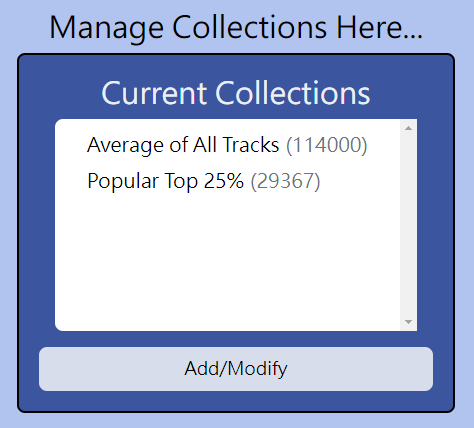 Manage Collections Here...
Current Collections
Average of All Tracks (114000)
Popular Top 25% (29367)
Add/Modify